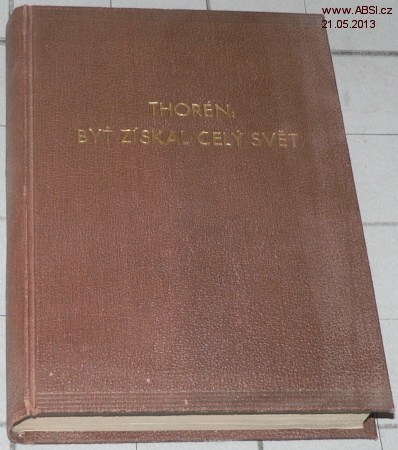 www.ABSi.cz
21.05.2013
THORÉN:
BYŤ ZÍSKAL CELÝ SVĚT